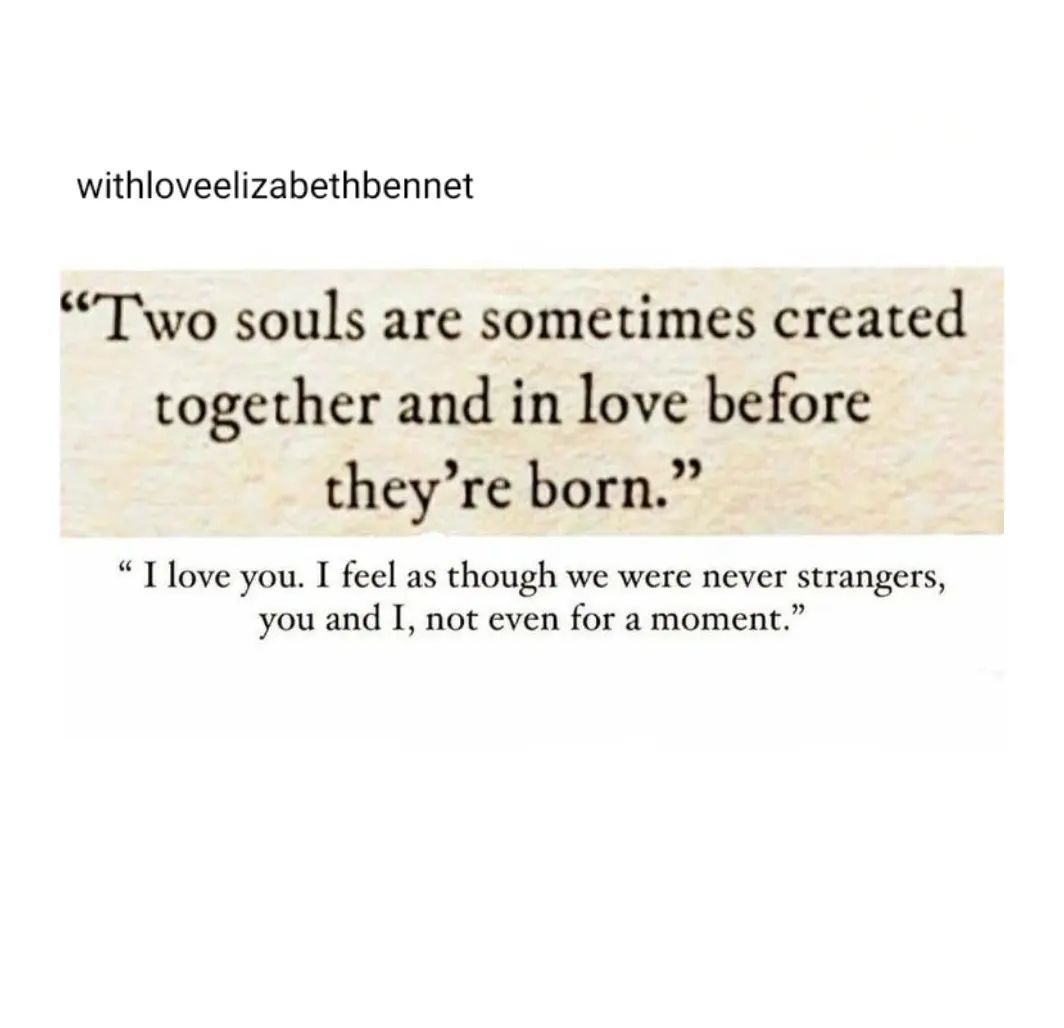 withloveelizabethbennet
“Two souls are sometimes created
together and in love before
they’re born.”
“ I love you. I feel as though we were never strangers,
you and I, not even for a moment.”